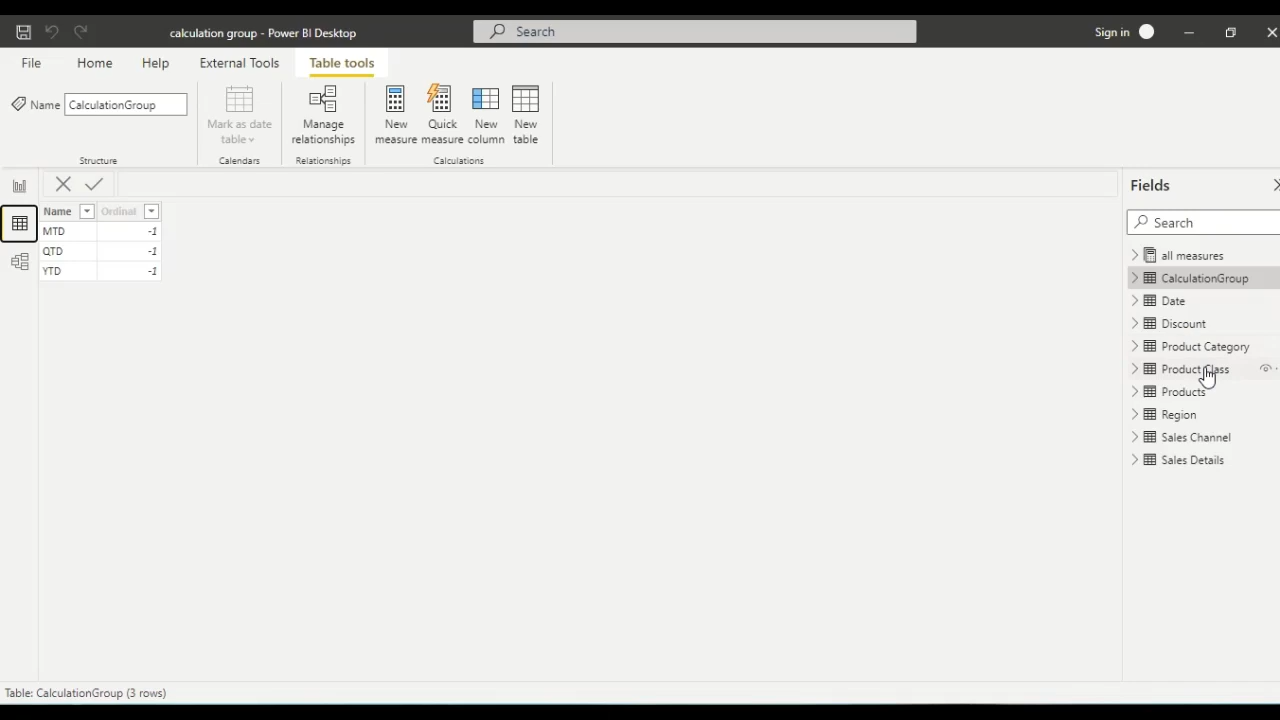 calculation group - Power BI Desktop
Search
Sign in
File Home Help External Tools Table tools
Name CalculationGroup
Mark as date table
Manage relationships
New measure
Quick measure
New column
New table
Structure Calendars Relationships Calculations
Name Ordinal
MTD -1
QTD -1
YTD -1
Fields
Search
all measures
CalculationGroup
Date
Discount
Product Category
Product Class
Products
Region
Sales Channel
Sales Details
Table: CalculationGroup (3 rows)